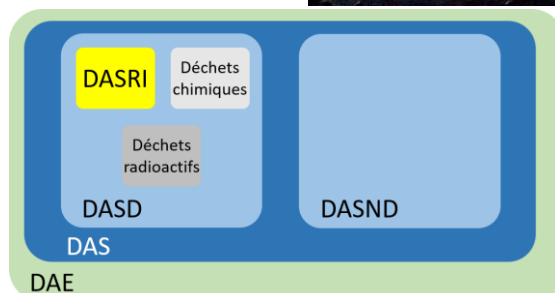 DASRI
Déchets
chimiques
Déchets
radioactifs
DASD
DASND
DAS
DAE